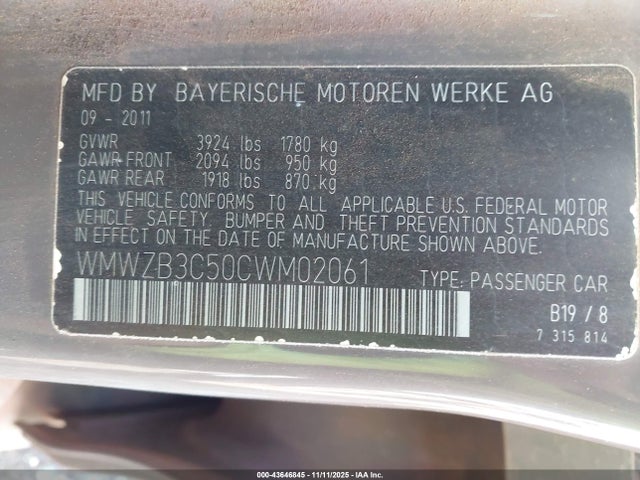 MFD BY BAYERISCHE MOTOREN WERKE AG
09 - 2011
GVWR 3924 lbs 1780 kg
GAWR FRONT 2094 lbs 950 kg
GAWR REAR 1918 lbs 870 kg
THIS VEHICLE CONFORMS TO ALL APPLICABLE U.S. FEDERAL MOTOR
VEHICLE SAFETY, BUMPER AND THEFT PREVENTION STANDARDS
IN EFFECT ON THE DATE OF MANUFACTURE SHOWN ABOVE.
WMWZB3C50CWM02061 TYPE: PASSENGER CAR
B19 / 8
7 315 814
000-43646845 - 11/11/2025 - IAA Inc.